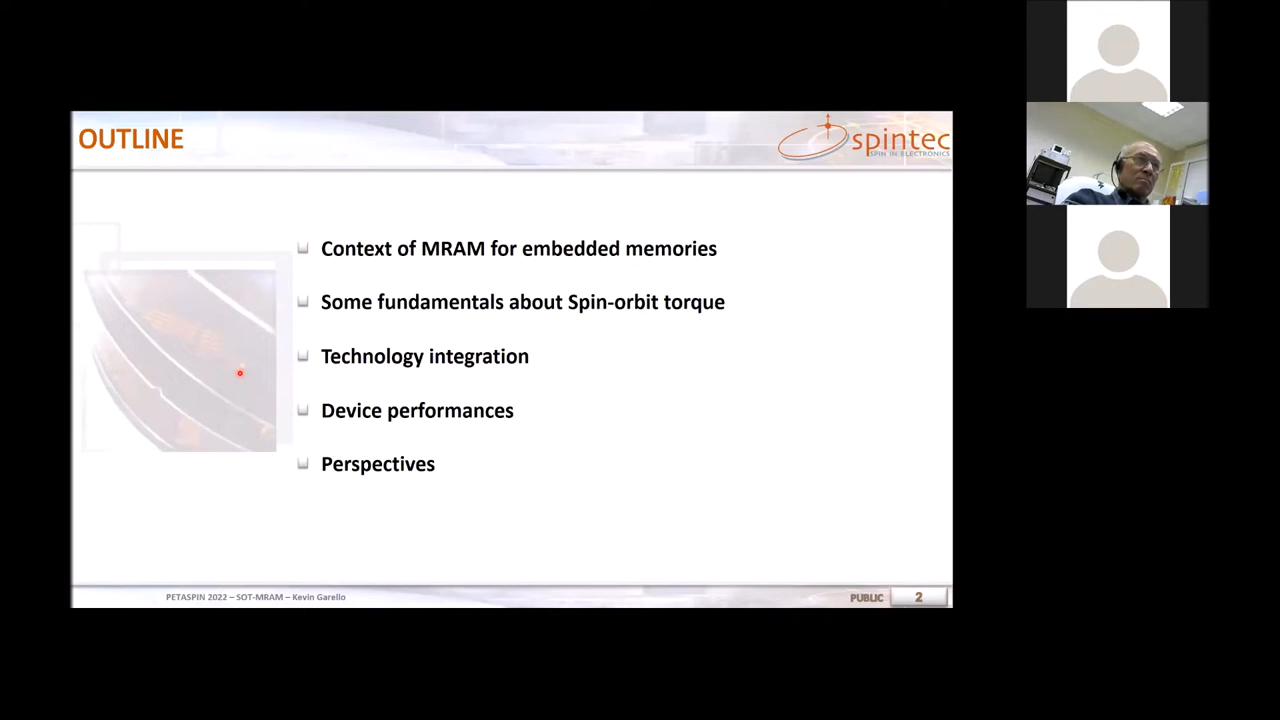 OUTLINE
spintec
SPIN IN ELECTRONICS
Context of MRAM for embedded memories
Some fundamentals about Spin-orbit torque
Technology integration
Device performances
Perspectives
PETASPIN 2022 – SOT-MRAM – Kevin Garello
PUBLIC
2